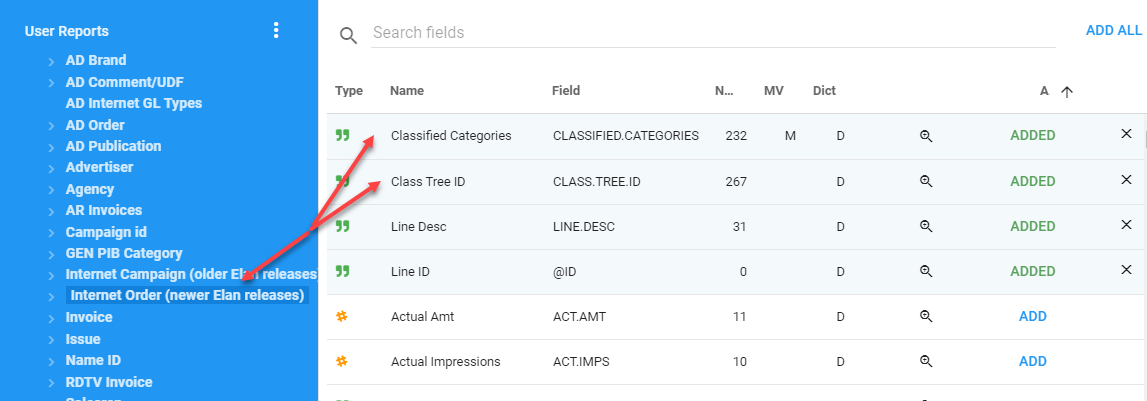 User Reports
AD Brand
AD Comment/UDF
AD Internet GL Types
AD Order
AD Publication
Advertiser
Agency
AR Invoices
Campaign id
GEN PIB Category
Internet Campaign (older Elan releases)
Internet Order (newer Elan releases)
Invoice
Issue
Name ID
RDTV Invoice
Search fields
ADD ALL
Type Name Field N... MV Dict A
Classified Categories CLASSIFIED.CATEGORIES 232 M D ADDED
Class Tree ID CLASS.TREE.ID 267 D ADDED
Line Desc LINE.DESC 31 D ADDED
Line ID @ID 0 D ADDED
Actual Amt ACT.AMT 11 D ADD
Actual Impressions ACT.IMPS 10 D ADD